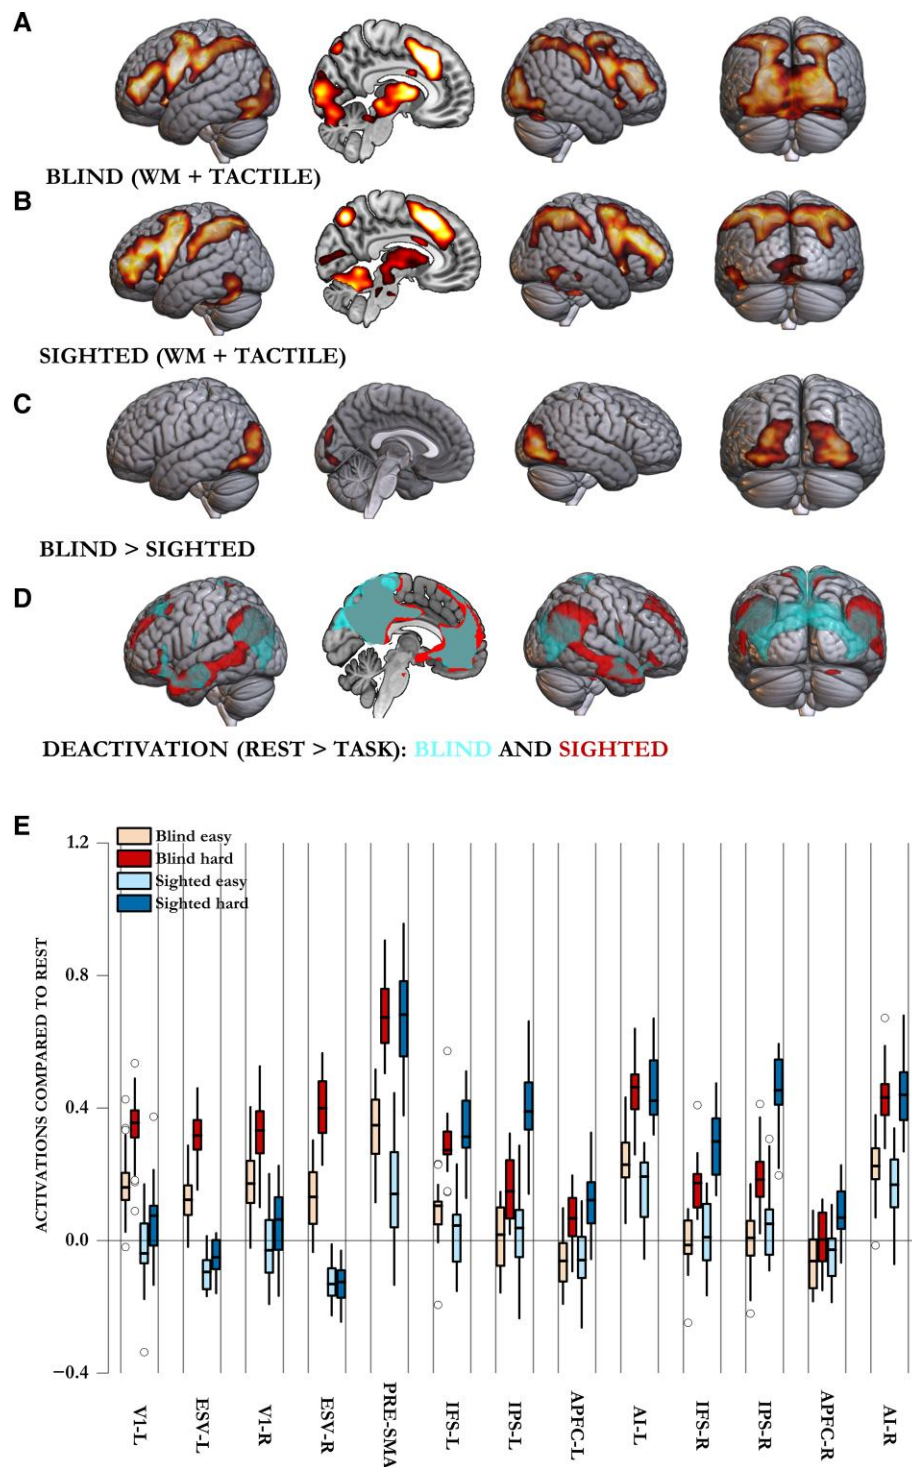 A
BLIND (WM + TACTILE)
B
SIGHTED (WM + TACTILE)
C
BLIND > SIGHTED
D
DEACTIVATION (REST > TASK): BLIND AND SIGHTED
E
Blind easy
Blind hard
Sighted easy
Sighted hard
ACTIVATIONS COMPARED TO REST
1.2
0.8
0.4
0.0
−0.4
V1-L
ESV-L
V1-R
ESV-R
PRE-SMA
IFS-L
IPS-L
APFC-L
AI-L
IFS-R
IPS-R
APFC-R
AI-R